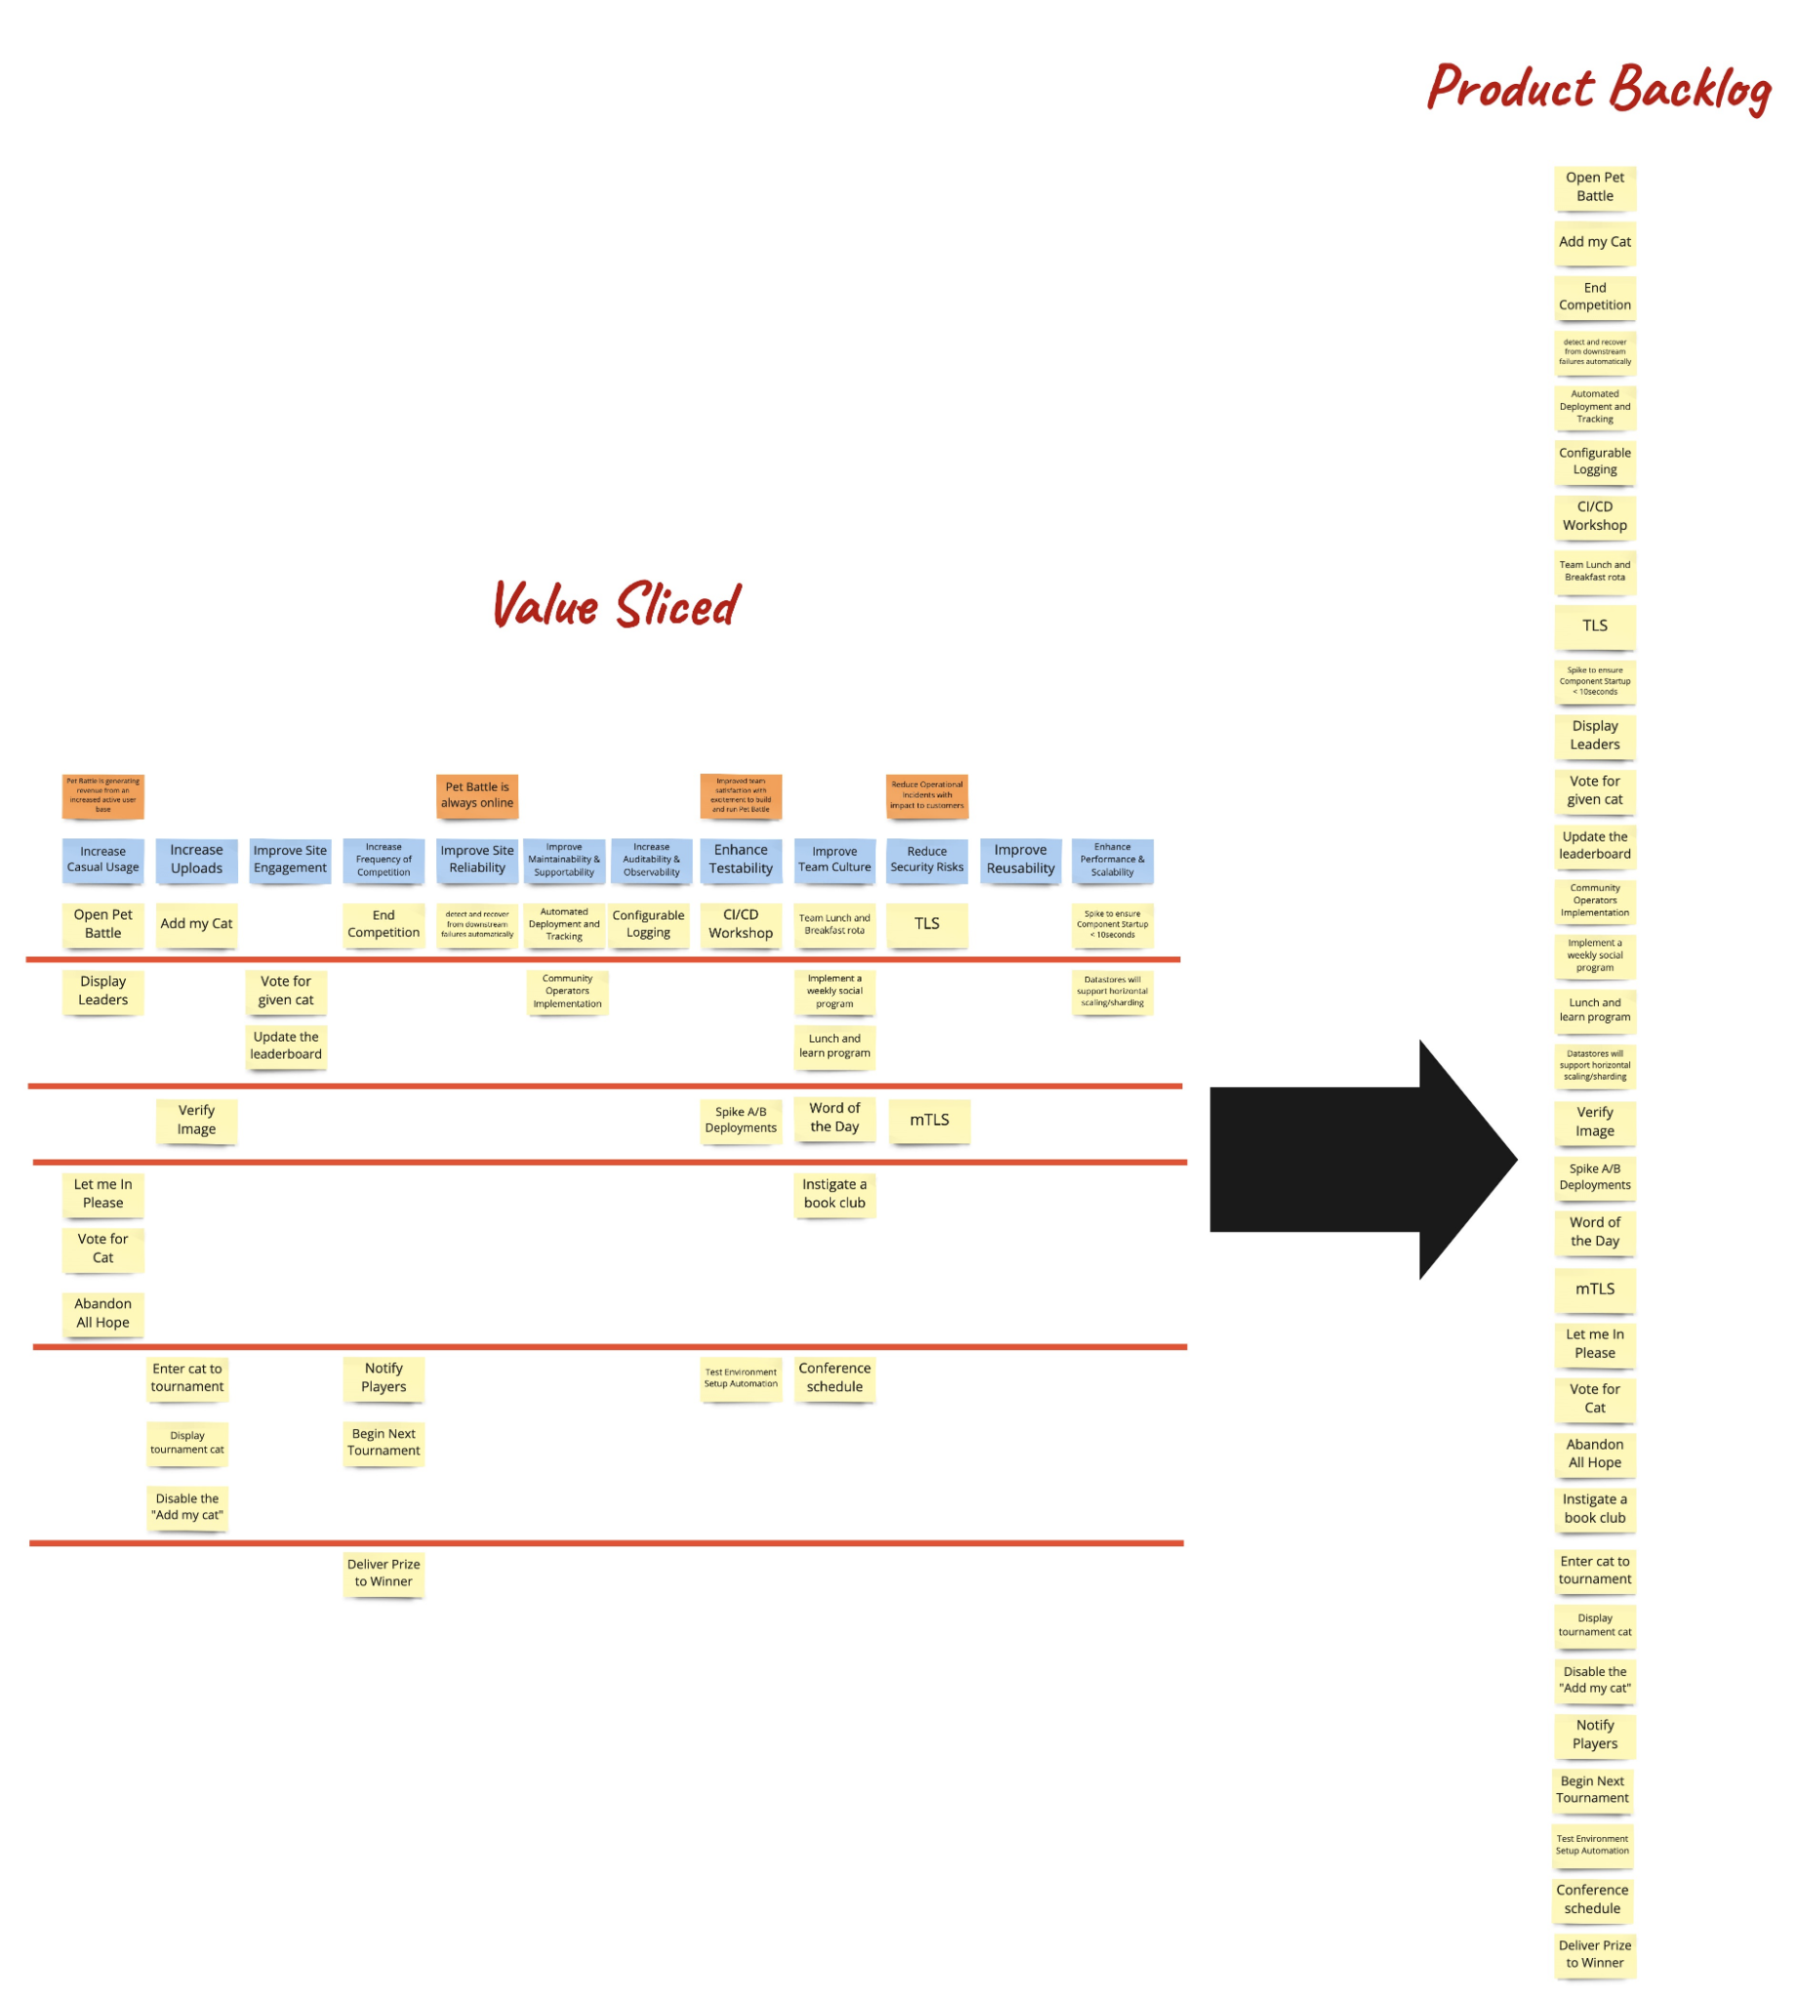 Product Backlog
Value Sliced
Pet Battle is generating
revenue from an
increased active user
base
Pet Battle is
always online
Improved team
satisfaction with
excitement to build
and run Pet Battle
Reduce Operational
Incidents with
impact to customers
Increase
Casual Usage
Increase
Uploads
Improve Site
Engagement
Increase
Frequency of
Competition
Improve Site
Reliability
Improve
Maintainability &
Supportability
Increase
Auditability &
Observability
Enhance
Testability
Improve
Team Culture
Reduce
Security Risks
Improve
Reusability
Enhance
Performance &
Scalability
Open Pet
Battle
Add my Cat
End
Competition
detect and recover
from downstream
failures automatically
Automated
Deployment and
Tracking
Configurable
Logging
CI/CD
Workshop
Team Lunch and
Breakfast rota
TLS
Spike to ensure
Component Startup
< 10seconds
Display
Leaders
Vote for
given cat
Update the
leaderboard
Community
Operators
Implementation
Implement a
weekly social
program
Lunch and
learn program
Datastores will
support horizontal
scaling/sharding
Verify
Image
Spike A/B
Deployments
Word of
the Day
mTLS
Let me In
Please
Vote for
Cat
Abandon
All Hope
Instigate a
book club
Enter cat to
tournament
Display
tournament cat
Disable the
"Add my cat"
Notify
Players
Begin Next
Tournament
Test Environment
Setup Automation
Conference
schedule
Deliver Prize
to Winner
Open Pet
Battle
Add my Cat
End
Competition
detect and recover
from downstream
failures automatically
Automated
Deployment and
Tracking
Configurable
Logging
CI/CD
Workshop
Team Lunch and
Breakfast rota
TLS
Spike to ensure
Component Startup
< 10seconds
Display
Leaders
Vote for
given cat
Update the
leaderboard
Community
Operators
Implementation
Implement a
weekly social
program
Lunch and
learn program
Datastores will
support horizontal
scaling/sharding
Verify
Image
Spike A/B
Deployments
Word of
the Day
mTLS
Let me In
Please
Vote for
Cat
Abandon
All Hope
Instigate a
book club
Enter cat to
tournament
Display
tournament cat
Disable the
"Add my cat"
Notify
Players
Begin Next
Tournament
Test Environment
Setup Automation
Conference
schedule
Deliver Prize
to Winner